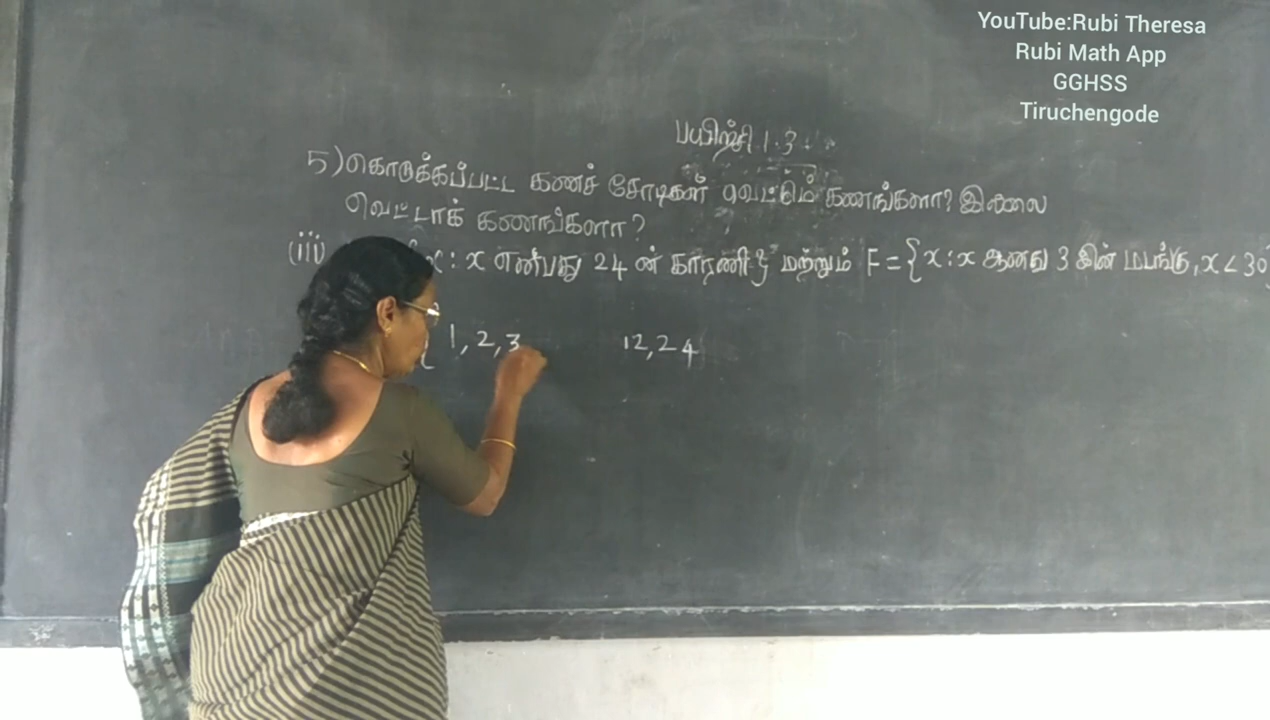 YouTube:Rubi Theresa
Rubi Math App
GGHSS
Tiruchengode
பயிற்சி 1.3
5) கொடுக்கப்பட்ட கணச் சோடிகள் வெட்டும் கணங்களா? இல்லை
வெட்டாக் கணங்களா?
(iii) x : x என்பது 24 ன் காரணி } மற்றும் F = { x : x ஆனது 3 இன் மடங்கு, x < 30}
{ 1, 2, 3 12, 24